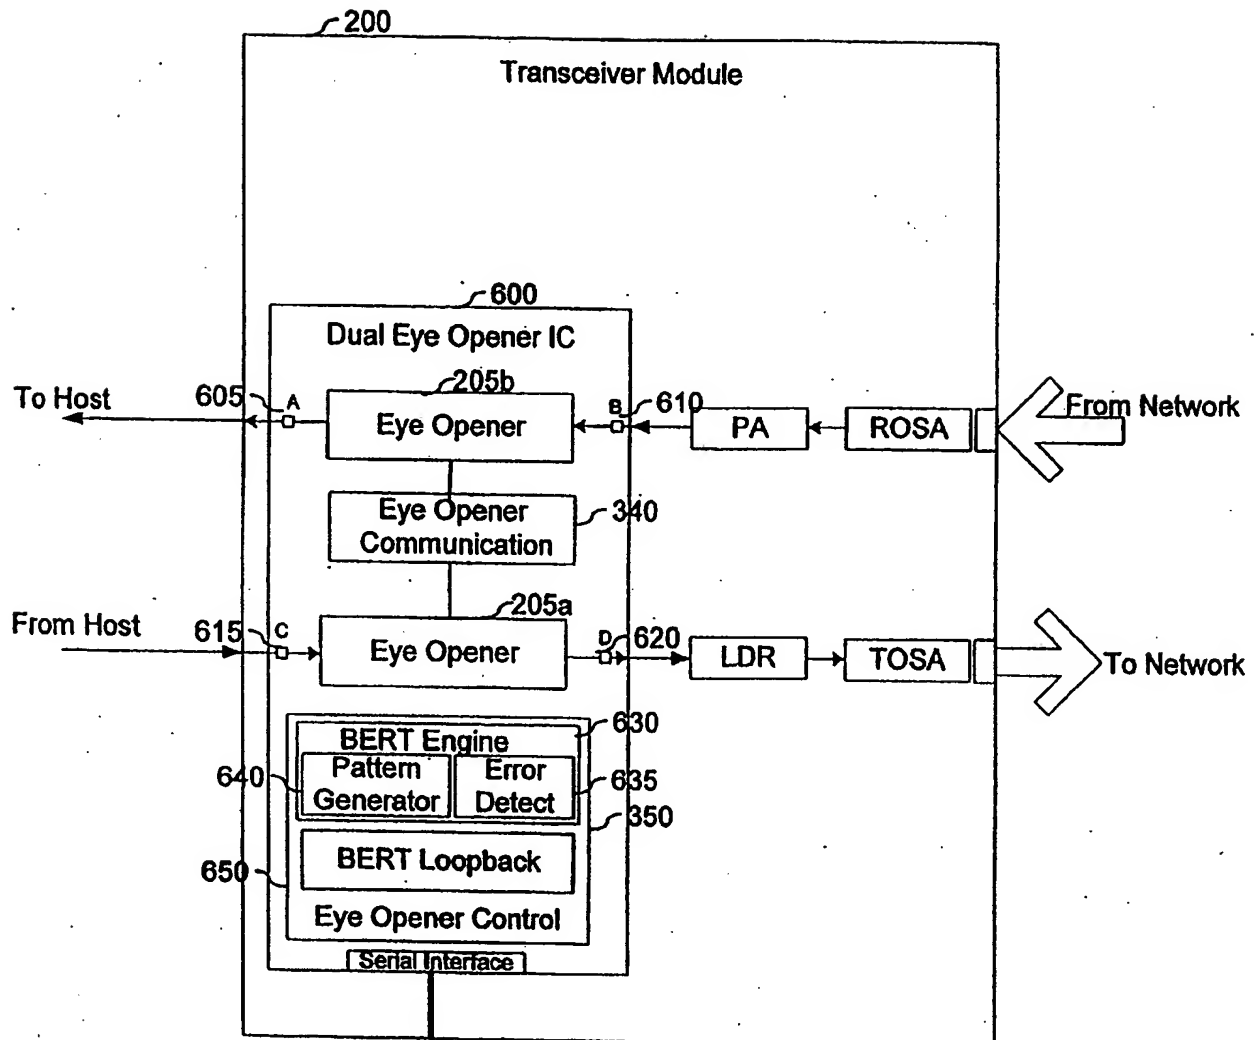 200
Transceiver Module
600
Dual Eye Opener IC
205b
To Host
605
A
Eye Opener
B
610
PA
ROSA
From Network
Eye Opener
Communication
340
205a
From Host
615
C
Eye Opener
D
620
LDR
TOSA
To Network
630
BERT Engine
640
Pattern
Generator
Error
Detect
635
350
BERT Loopback
650
Eye Opener Control
Serial Interface